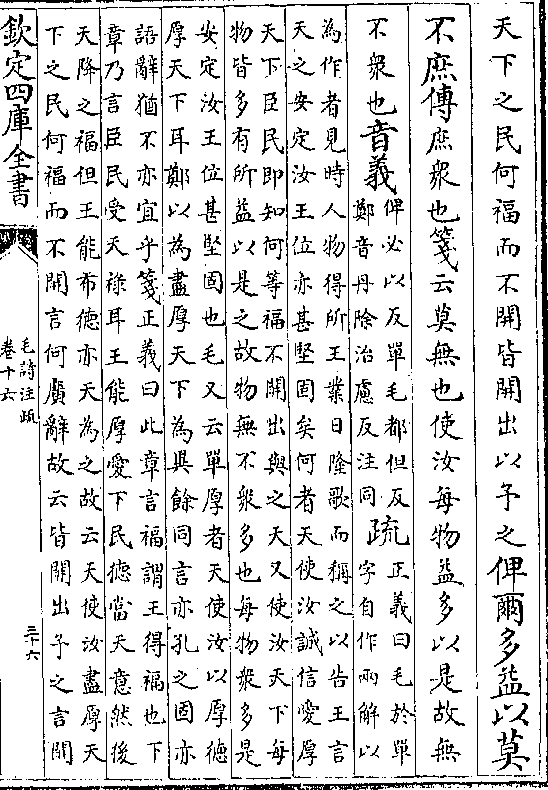 天下之民何福而不開皆開出以予之俾爾多益以莫
不庶傳庶衆也箋云莫無也使汝每物益多以是故無
不衆也音義俾必以反單毛都但反
鄭音丹除治慮反注同疏正義曰毛於單
字自作兩解以
為作者見時人物得所王業日隆歌而稱之以告王言
天之安定汝王位亦甚堅固矣何者天使汝誠信愛厚
天下臣民即知何等福不開出與之天又使汝天下每
物皆多有所益以是之故物無不衆多也每物衆多是
安定汝王位甚堅固也毛又云單厚者天使汝以厚德
厚天下耳鄭以為盡厚天下為異餘同言亦孔之固亦
語辭猶不亦宜乎箋正義曰此章言福謂王得福也下
章乃言臣民受天祿耳王能厚愛下民德當天意然後
天降之福但王能布德亦天為之故云天使汝盡厚天
下之民何福而不開言何廣辭故云皆開出予之言開
欽定四庫全書
毛詩注疏
卷十六
三十六